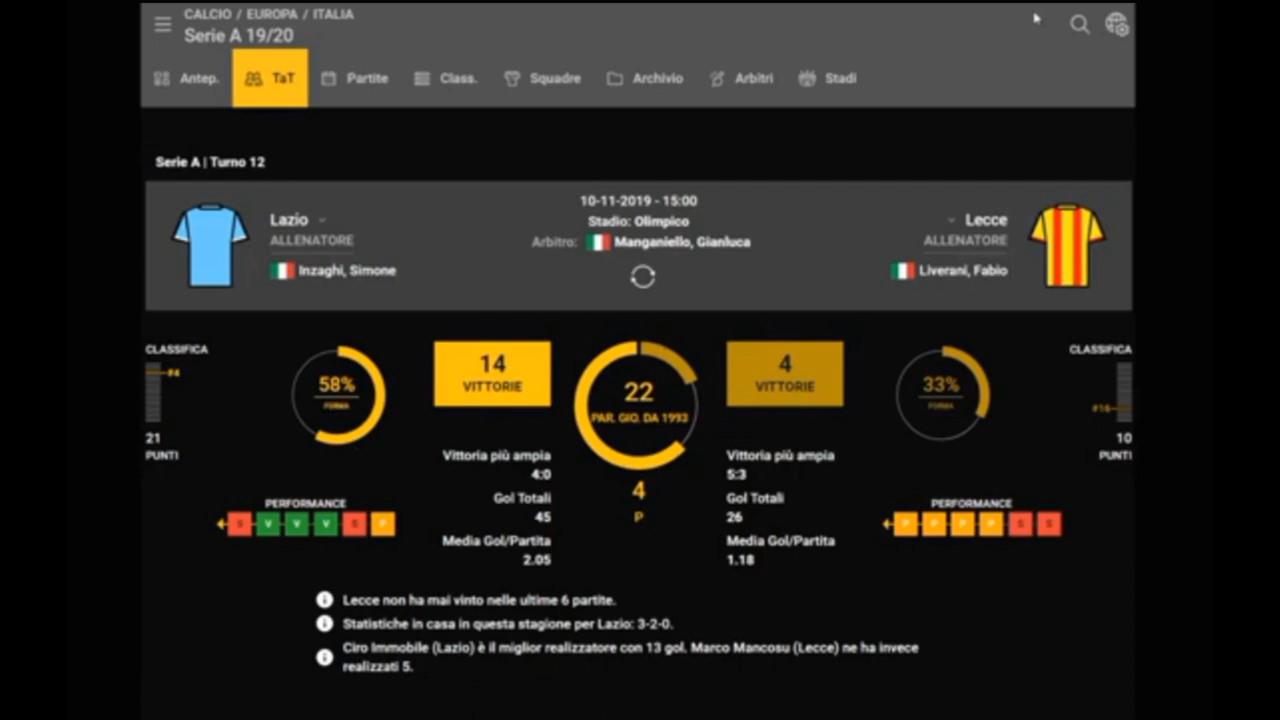 CALCIO / EUROPA / ITALIA
Serie A 19/20
Antep. TaT Partite Class. Squadre Archivio Arbitri Stadi
Serie A | Turno 12
10-11-2019 - 15:00
Lazio Stadio: Olimpico Lecce
ALLENATORE Arbitro: Manganiello, Gianluca ALLENATORE
Inzaghi, Simone Liverani, Fabio
CLASSIFICA 14 4 CLASSIFICA
#4 58% VITTORIE 22 VITTORIE 33%
FORMA PAR. GIO. DA 1993 FORMA #16
21 10
PUNTI Vittoria più ampia Vittoria più ampia PUNTI
4:0 5:3
Gol Totali 4 Gol Totali
PERFORMANCE 45 P 26 PERFORMANCE
S V V V S P P P P P S S
Media Gol/Partita Media Gol/Partita
2.05 1.18
Lecce non ha mai vinto nelle ultime 6 partite.
Statistiche in casa in questa stagione per Lazio: 3-2-0.
Ciro Immobile (Lazio) è il miglior realizzatore con 13 gol. Marco Mancosu (Lecce) ne ha invece
realizzati 5.